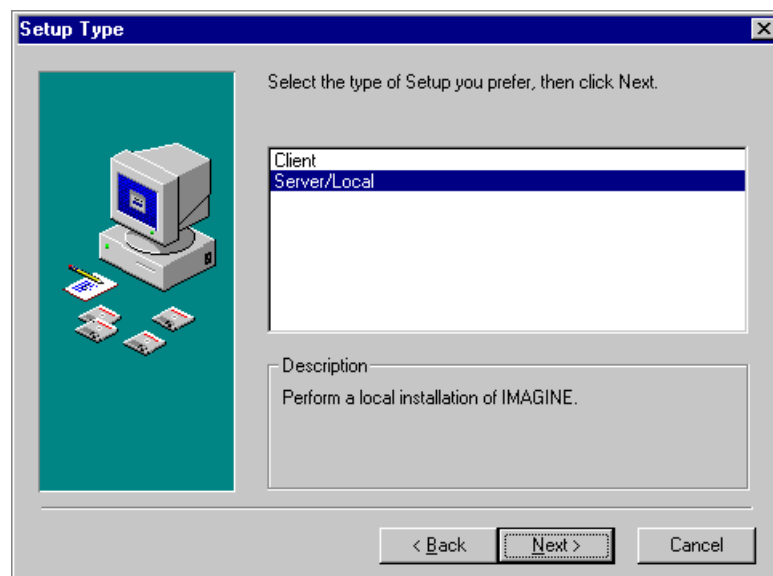 Setup Type
Select the type of Setup you prefer, then click Next.
Client
Server/Local
Description
Perform a local installation of IMAGINE.
< Back
Next >
Cancel